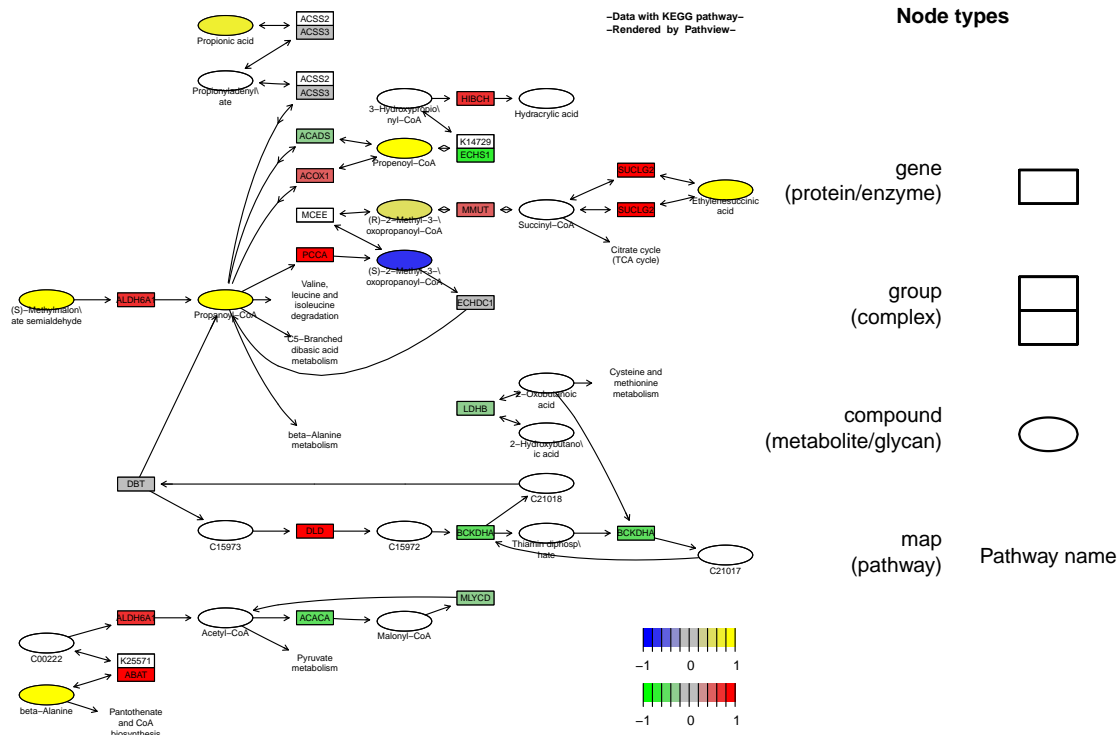 −Data with KEGG pathway−
−Rendered by Pathview−
Node types
gene
(protein/enzyme)
group
(complex)
compound
(metabolite/glycan)
map
(pathway)
Pathway name
Propionic acid
ACSS2
ACSS3
Propionyladenyl\
ate
ACSS2
ACSS3
3−Hydroxypropio\
nyl−CoA
HIBCH
Hydracrylic acid
ACADS
Propenoyl−CoA
K14729
ECHS1
ACOX1
MCEE
(R)−2−Methyl−3−\
oxopropanoyl−CoA
MMUT
Succinyl−CoA
SUCLG2
SUCLG2
Ethylenesuccinic
acid
Citrate cycle
(TCA cycle)
PCCA
(S)−2−Methyl−3−\
oxopropanoyl−CoA
(S)−Methylmalon\
ate semialdehyde
ALDH6A1
Propanoyl−CoA
Valine,
leucine and
isoleucine
degradation
ECHDC1
C5−Branched
dibasic acid
metabolism
beta−Alanine
metabolism
LDHB
2−Oxobutanoic
acid
Cysteine and
methionine
metabolism
2−Hydroxybutano\
ic acid
DBT
C21018
C15973
DLD
C15972
BCKDHA
Thiamin diphosp\
hate
BCKDHA
C21017
ALDH6A1
Acetyl−CoA
ACACA
Malonyl−CoA
MLYCD
C00222
K25571
ABAT
Pyruvate
metabolism
beta−Alanine
Pantothenate
and CoA
biosynthesis
−1 0 1
−1 0 1